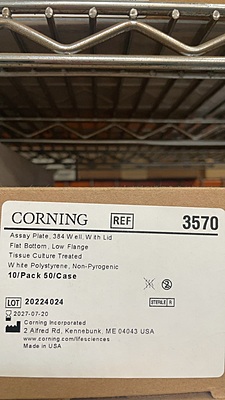 CORNING REF 3570
Assay Plate, 384 Well, With Lid
Flat Bottom, Low Flange
Tissue Culture Treated
White Polystyrene, Non-Pyrogenic
10/Pack 50/Case
LOT 20224024
STERILE R
2027-07-20
Corning Incorporated
2 Alfred Rd, Kennebunk, ME 04043 USA
www.corning.com/lifesciences
Made in USA